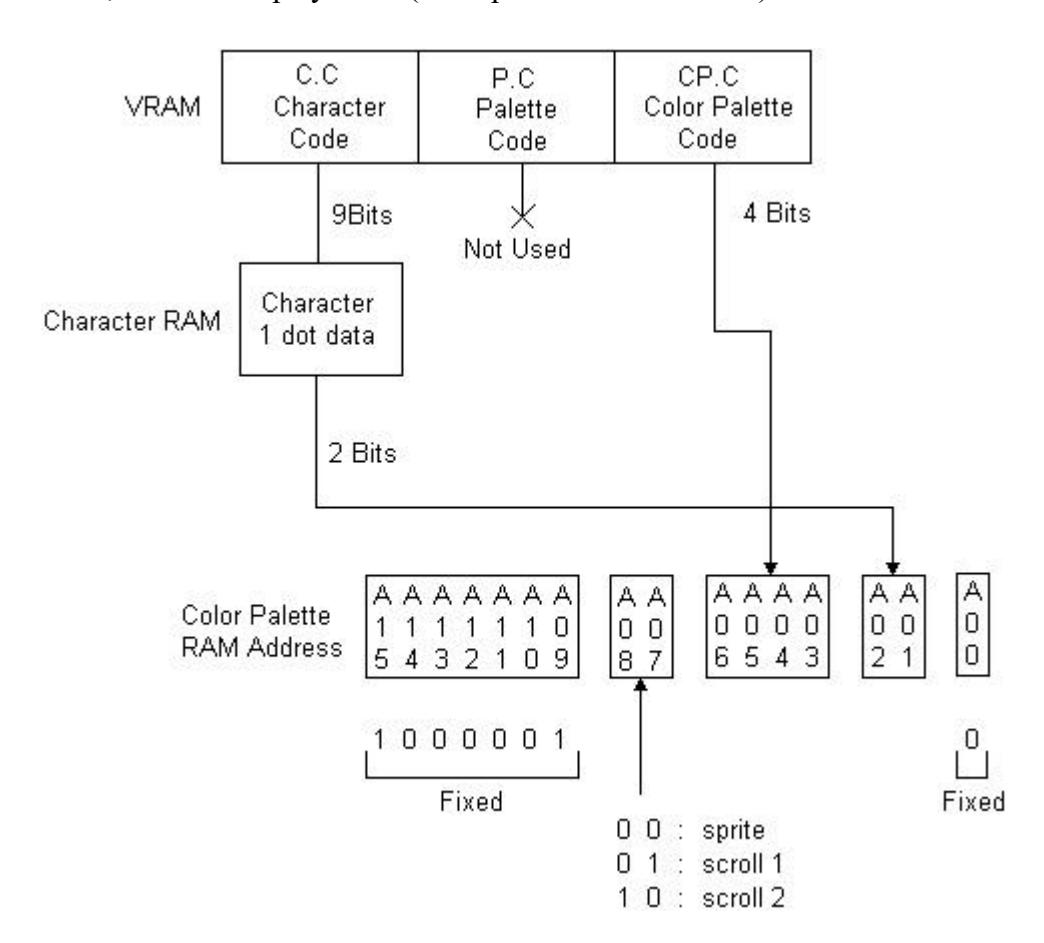 C.C
Character
Code
P.C
Palette
Code
CP.C
Color Palette
Code
VRAM
9Bits
4 Bits
Not Used
Character RAM
Character
1 dot data
2 Bits
Color Palette
RAM Address
A A A A A A A
1 1 1 1 1 1 0
5 4 3 2 1 0 9
A A
0 0
8 7
A A A A
0 0 0 0
6 5 4 3
A A
0 0
2 1
A
0
0
1 0 0 0 0 0 1
Fixed
0
Fixed
0 0 : sprite
0 1 : scroll 1
1 0 : scroll 2